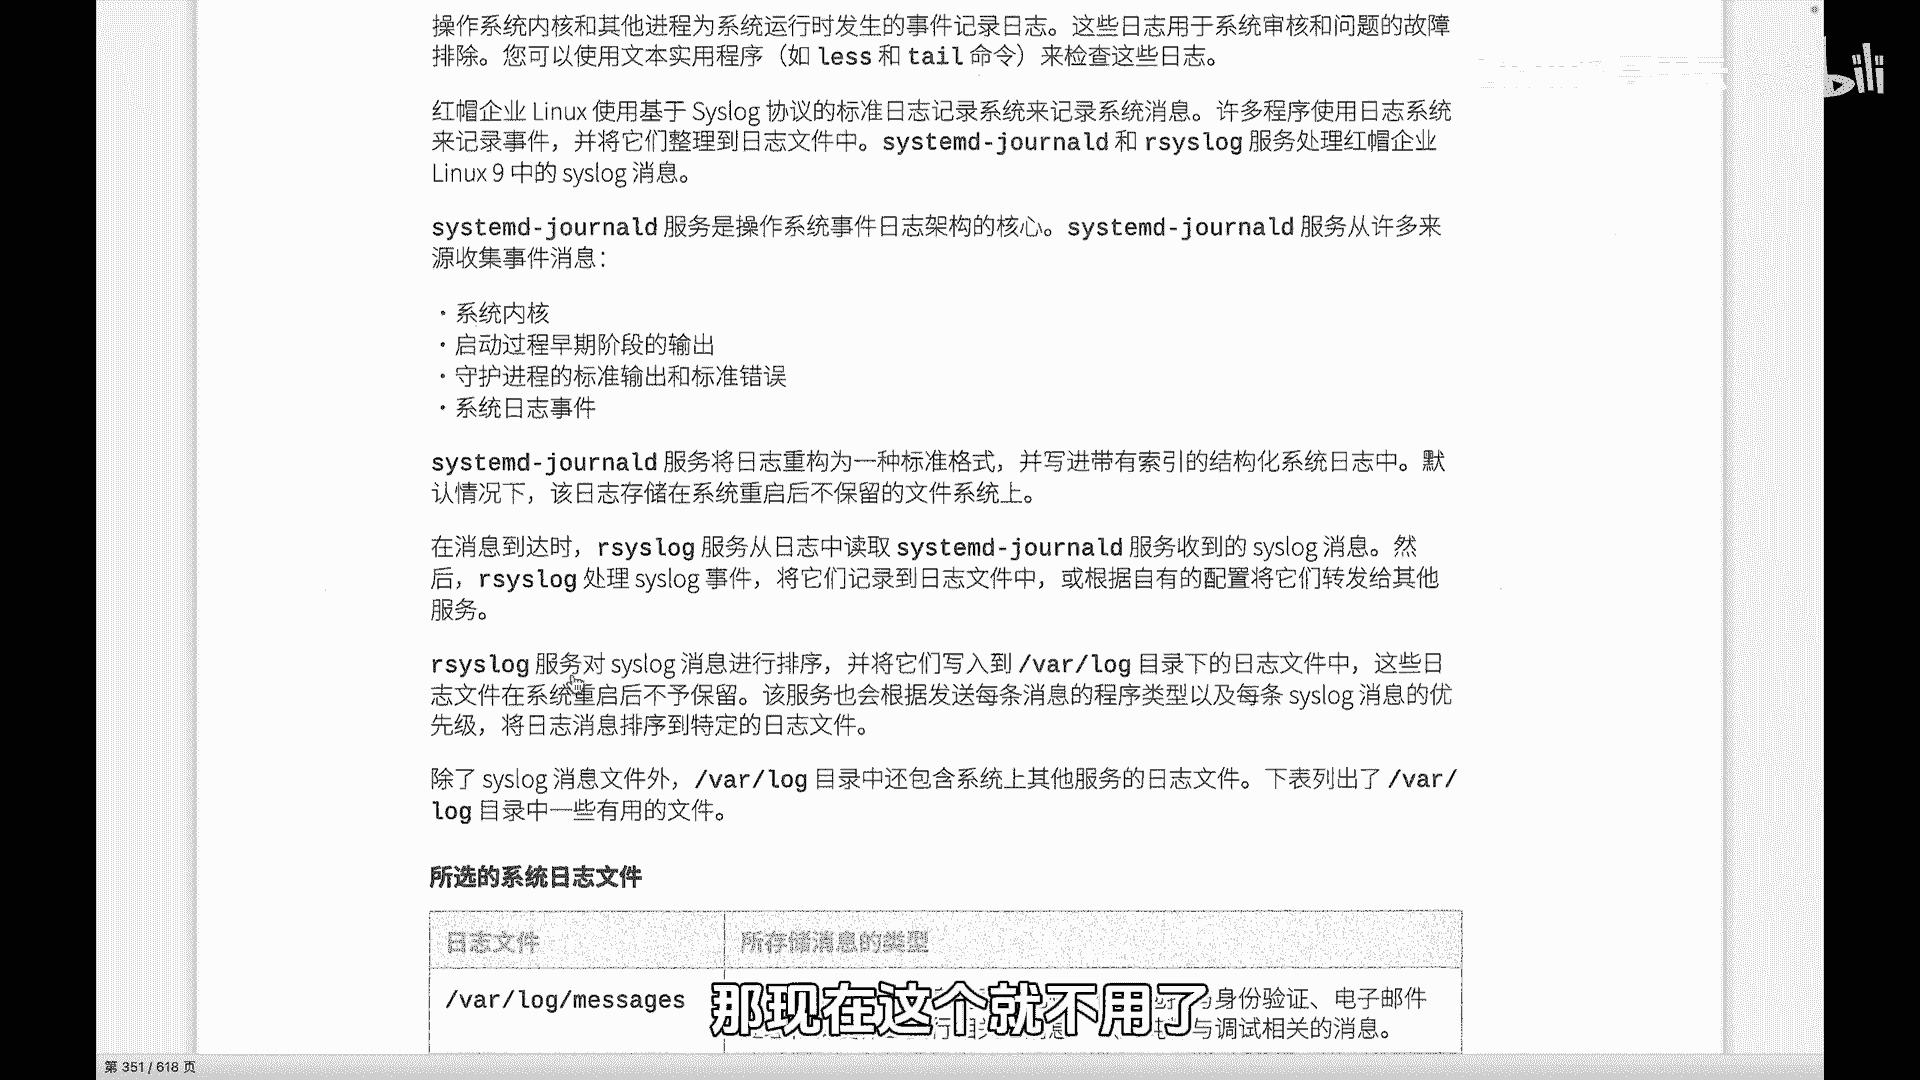 操作系统内核和其他进程为系统运行时发生的事件记录日志。这些日志用于系统审核和问题的故障
排除。您可以使用文本实用程序（如 less 和 tail 命令）来检查这些日志。
红帽企业 Linux 使用基于 Syslog 协议的标准日志记录系统来记录系统消息。许多程序使用日志系统
来记录事件，并将它们整理到日志文件中。systemd-journald 和 rsyslog 服务处理红帽企业
Linux 9 中的 syslog 消息。
systemd-journald 服务是操作系统事件日志架构的核心。systemd-journald 服务从许多来
源收集事件消息：
・系统内核
・启动过程早期阶段的输出
・守护进程的标准输出和标准错误
・系统日志事件
systemd-journald 服务将日志重构为一种标准格式，并写进带有索引的结构化系统日志中。默
认情况下，该日志存储在系统重启后不保留的文件系统上。
在消息到达时，rsyslog 服务从日志中读取 systemd-journald 服务收到的 syslog 消息。然
后，rsyslog 处理 syslog 事件，将它们记录到日志文件中，或根据自有的配置将它们转发给其他
服务。
rsyslog 服务对 syslog 消息进行排序，并将它们写入到 /var/log 目录下的日志文件中，这些日
志文件在系统重启后不予保留。该服务也会根据发送每条消息的程序类型以及每条 syslog 消息的优
先级，将日志消息排序到特定的日志文件。
除了 syslog 消息文件外，/var/log 目录中还包含系统上其他服务的日志文件。下表列出了 /var/
log 目录中一些有用的文件。
所选的系统日志文件
日志文件 所存储消息的类型
/var/log/messages
与身份验证、电子邮件
与调试相关的消息。
那现在这个就不用了
第 351 / 618 页
bili